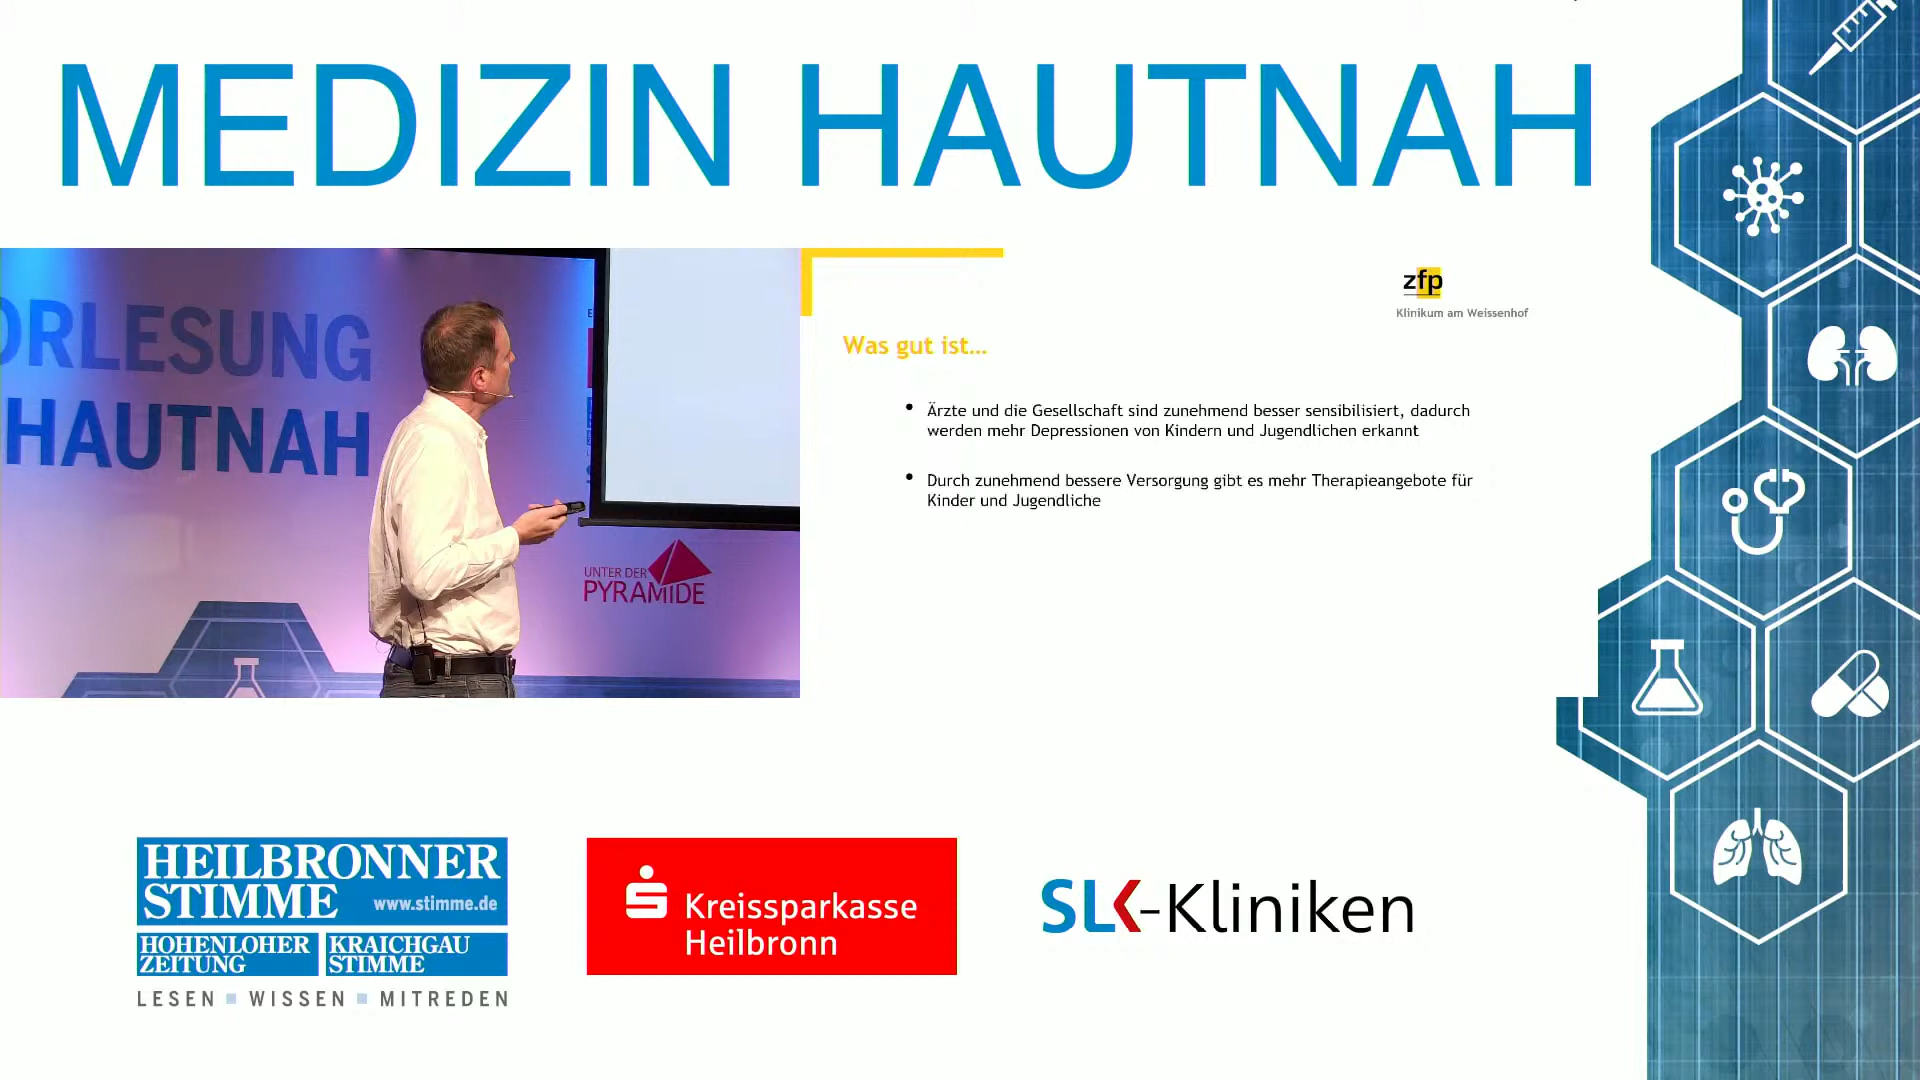 MEDIZIN HAUTNAH
ORLESUNG
HAUTNAH
UNTER DER
PYRAMIDE
zfp
Klinikum am Weissenhof
Was gut ist...
• Ärzte und die Gesellschaft sind zunehmend besser sensibilisiert, dadurch
werden mehr Depressionen von Kindern und Jugendlichen erkannt
• Durch zunehmend bessere Versorgung gibt es mehr Therapieangebote für
Kinder und Jugendliche
HEILBRONNER
STIMME www.stimme.de
HOHENLOHER
ZEITUNG
KRAICHGAU
STIMME
LESEN WISSEN MITREDEN
Kreissparkasse
Heilbronn
SLK-Kliniken